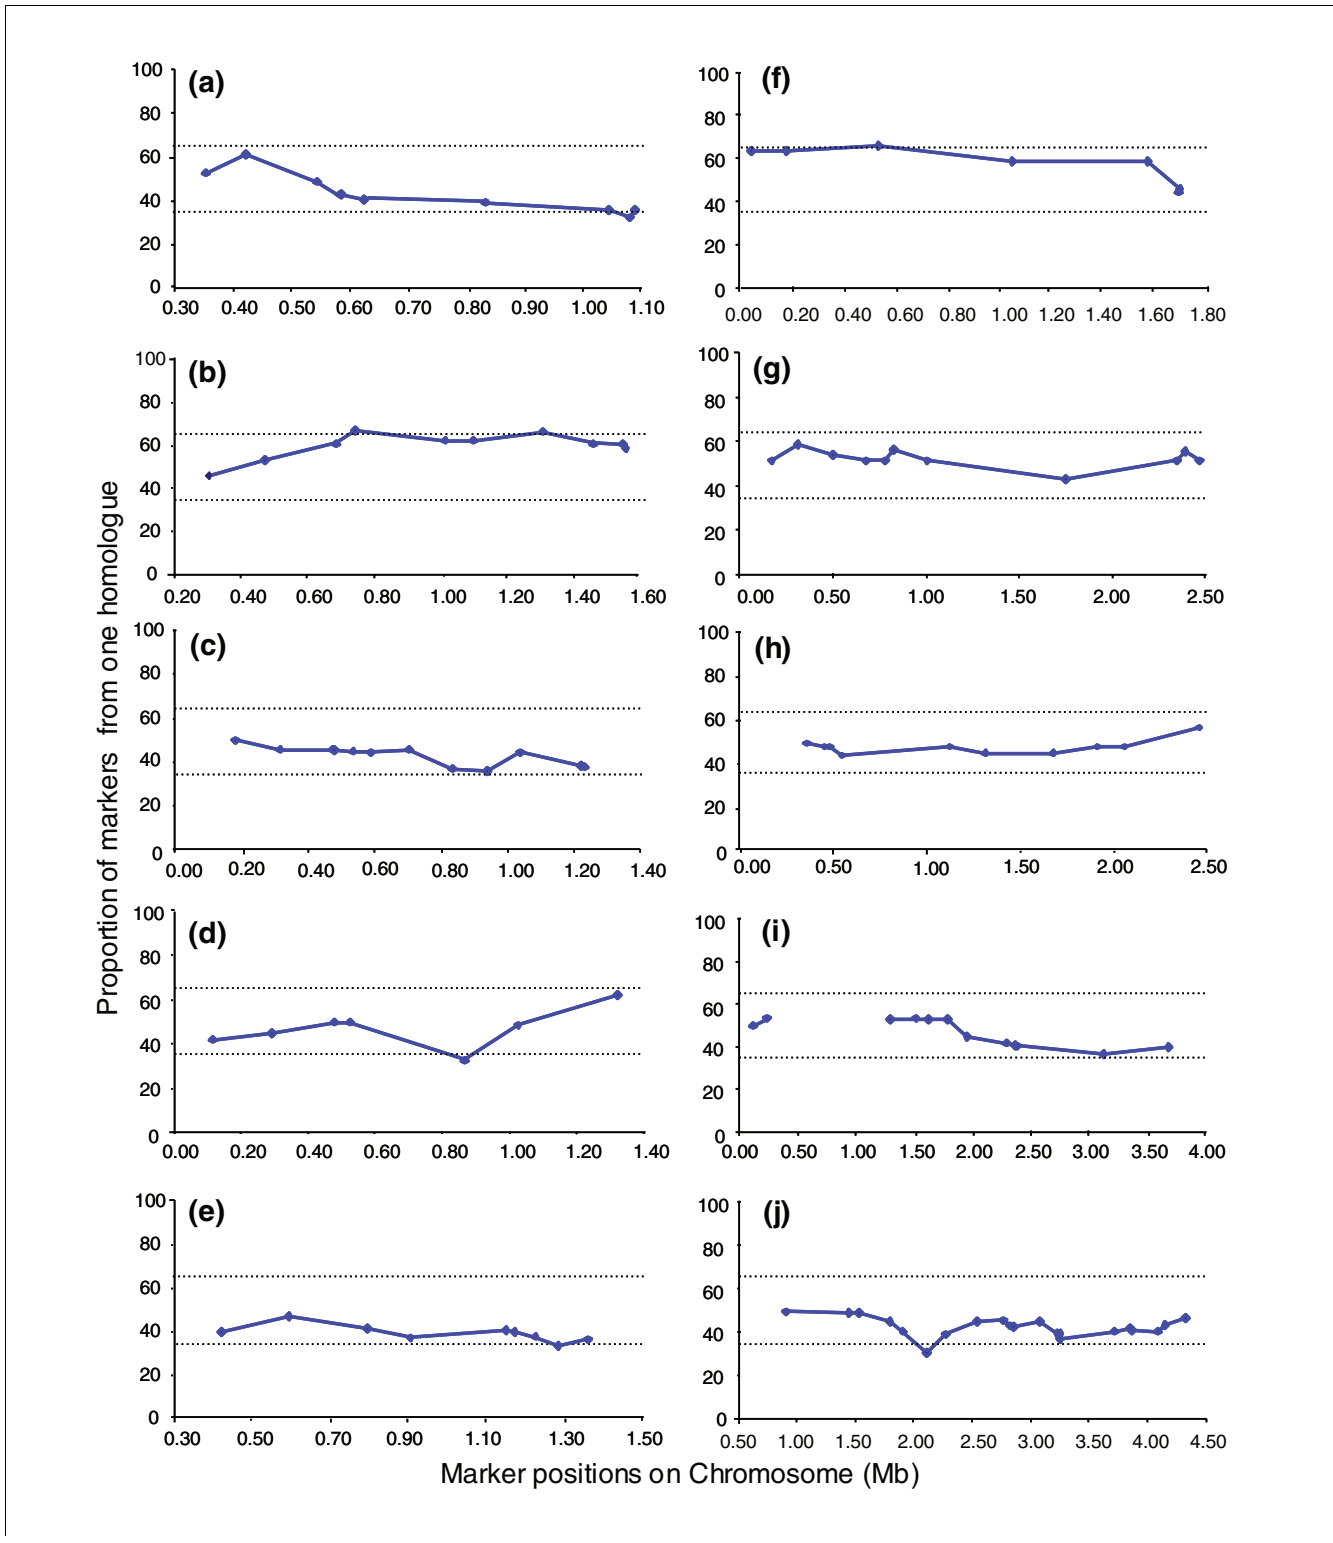 Proportion of markers from one homologue
(a)
100
80
60
40
20
0
0.30 0.40 0.50 0.60 0.70 0.80 0.90 1.00 1.10
(b)
100
80
60
40
20
0
0.20 0.40 0.60 0.80 1.00 1.20 1.40 1.60
(c)
100
80
60
40
20
0
0.00 0.20 0.40 0.60 0.80 1.00 1.20 1.40
(d)
100
80
60
40
20
0
0.00 0.20 0.40 0.60 0.80 1.00 1.20 1.40
(e)
100
80
60
40
20
0
0.30 0.50 0.70 0.90 1.10 1.30 1.50
(f)
100
80
60
40
20
0
0.00 0.20 0.40 0.60 0.80 1.00 1.20 1.40 1.60 1.80
(g)
100
80
60
40
20
0
0.00 0.50 1.00 1.50 2.00 2.50
(h)
100
80
60
40
20
0
0.00 0.50 1.00 1.50 2.00 2.50
(i)
100
80
60
40
20
0
0.00 0.50 1.00 1.50 2.00 2.50 3.00 3.50 4.00
(j)
100
80
60
40
20
0
0.50 1.00 1.50 2.00 2.50 3.00 3.50 4.00 4.50
Marker positions on Chromosome (Mb)